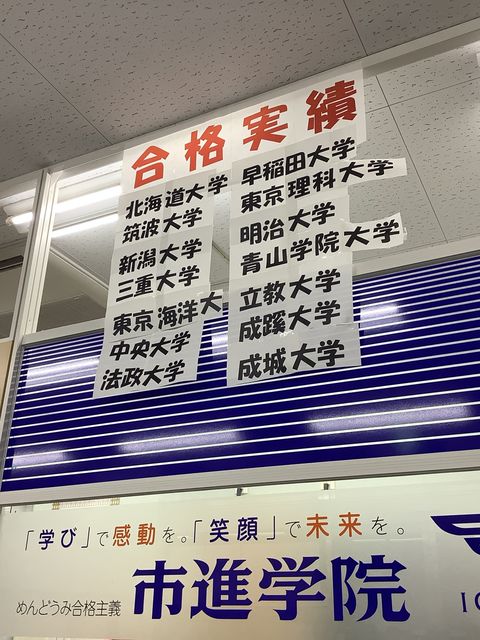 合格実績
北海道大学
筑波大学
新潟大学
三重大学
東京海洋大
中央大学
法政大学
早稲田大学
東京理科大学
明治大学
青山学院大学
立教大学
成蹊大学
成城大学
「学び」で感動を。「笑顔」で未来を。
めんどうみ合格主義 市進学院